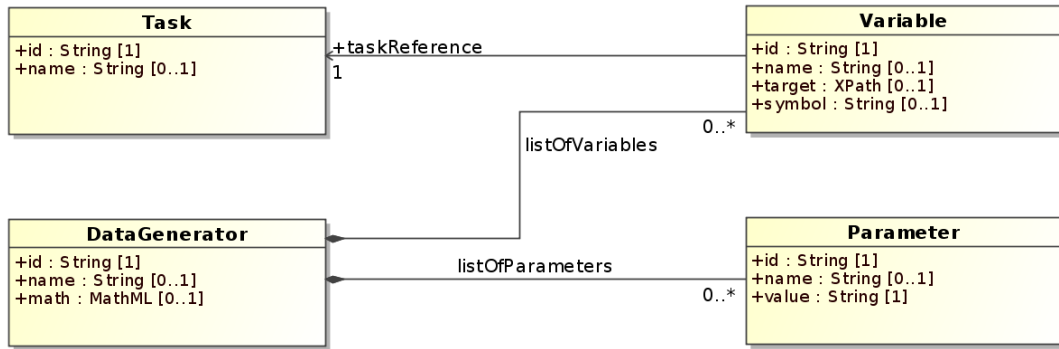 Task
+id : String [1]
+name : String [0..1]
Variable
+id : String [1]
+name : String [0..1]
+target : XPath [0..1]
+symbol : String [0..1]
+taskReference
1
0..*
listOfVariables
DataGenerator
+id : String [1]
+name : String [0..1]
+math : MathML [0..1]
listOfParameters
0..*
Parameter
+id : String [1]
+name : String [0..1]
+value : String [1]